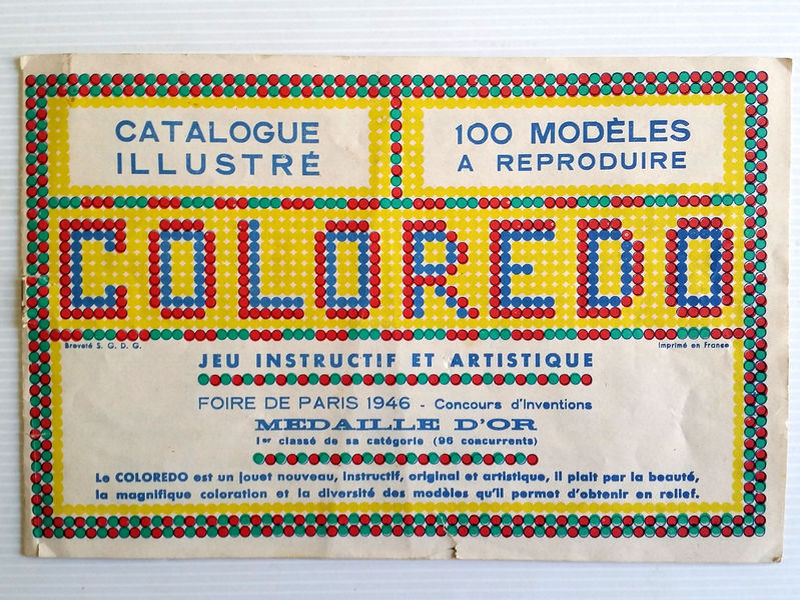 CATALOGUE
ILLUSTRÉ
100 MODÈLES
A REPRODUIRE
COLOREDO
Breveté S. G. D. G.
Imprimé en France
JEU INSTRUCTIF ET ARTISTIQUE
FOIRE DE PARIS 1946 - Concours d'Inventions
MEDAILLE D'OR
1er classé de sa catégorie (96 concurrents)
Le COLOREDO est un jouet nouveau, instructif, original et artistique, il plait par la beauté,
la magnifique coloration et la diversité des modèles qu'il permet d'obtenir en relief.